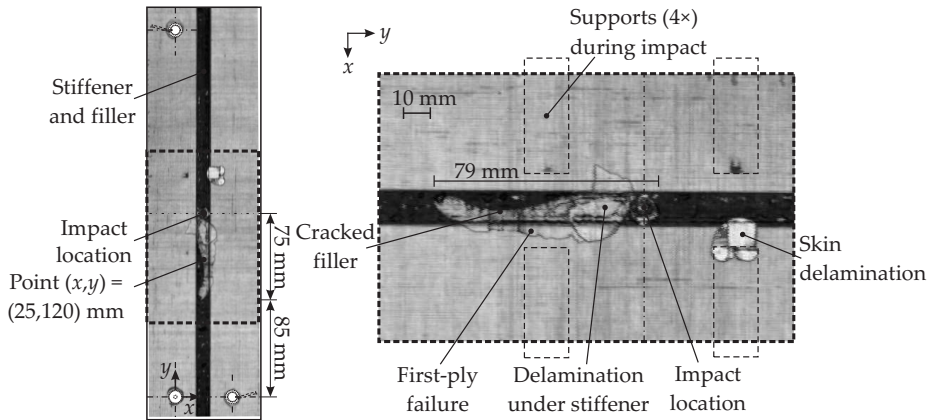 Stiffener
and filler
Impact
location
Point (x,y) =
(25,120) mm
75 mm
85 mm
y
x
y
x
Supports (4×)
during impact
10 mm
79 mm
Cracked
filler
Skin
delamination
First-ply
failure
Delamination
under stiffener
Impact
location